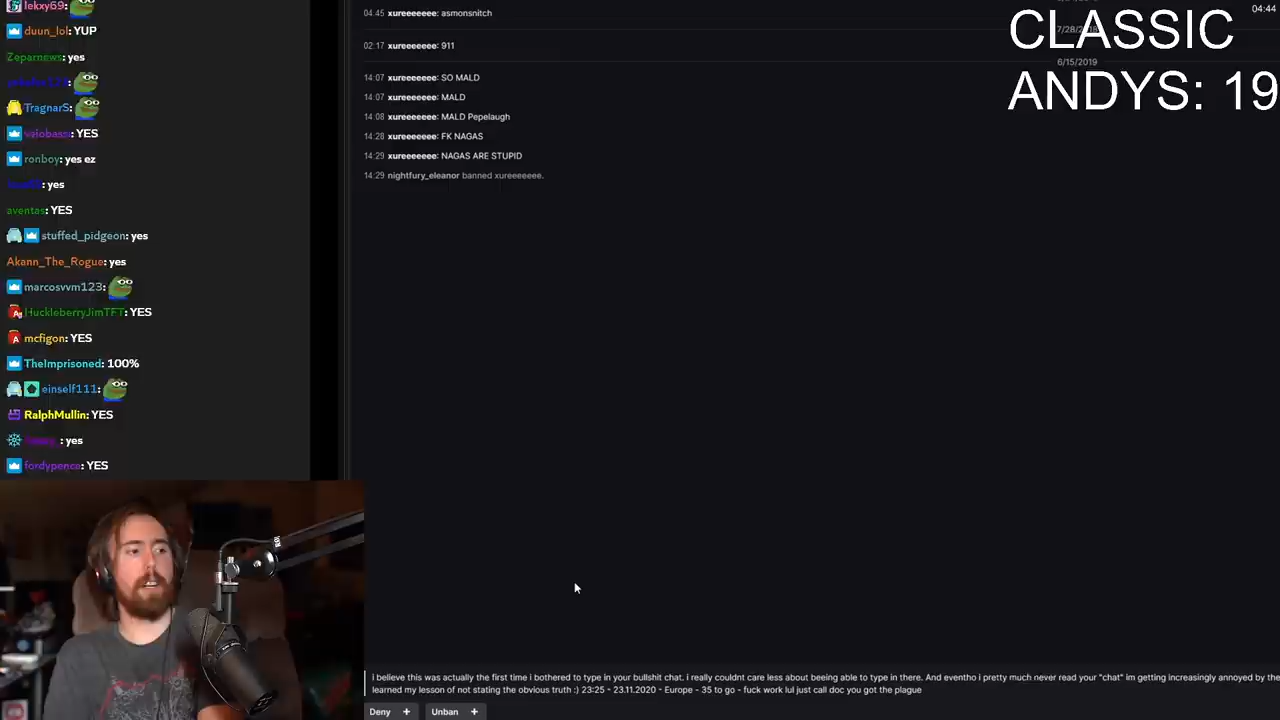 lekxy69:
duun_lol: YUP
Zeparnews: yes
TragnarS:
YES
ronboy: yes ez
yes
aventas: YES
stuffed_pidgeon: yes
Akann_The_Rogue: yes
marcosvvm123:
HuckleberryJimTFT: YES
mcfigon: YES
TheImprisoned: 100%
einself111:
RalphMullin: YES
: yes
fordypence: YES
04:45 xureeeeeee: asmonsnitch
02:17 xureeeeeee: 911
6/15/2019
14:07 xureeeeeee: SO MALD
14:07 xureeeeeee: MALD
14:08 xureeeeeee: MALD Pepelaugh
14:28 xureeeeeee: FK NAGAS
14:29 xureeeeeee: NAGAS ARE STUPID
14:29 nightfury_eleanor banned xureeeeeee.
04:44
CLASSIC
ANDYS: 19
i believe this was actually the first time i bothered to type in your bullshit chat. i really couldnt care less about beeing able to type in there. And eventho i pretty much never read your "chat" im getting increasingly annoyed by the
learned my lesson of not stating the obvious truth :) 23:25 - 23.11.2020 - Europe - 35 to go - fuck work lul just call doc you got the plague
Deny +
Unban +